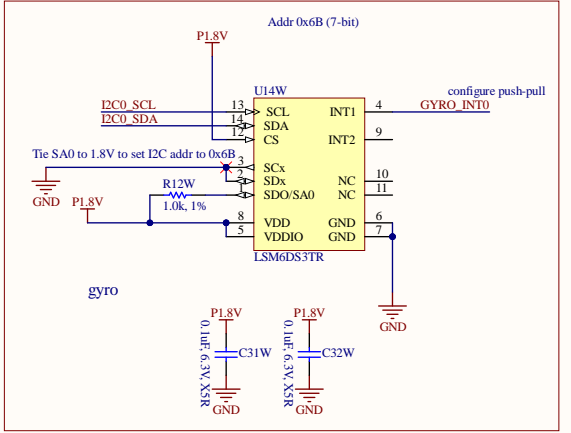 Addr 0x6B (7-bit)
P1.8V
U14W
configure push-pull
I2C0_SCL 13 SCL INT1 4 GYRO_INT0
I2C0_SDA 14 SDA
12 CS INT2 9
Tie SA0 to 1.8V to set I2C addr to 0x6B
3 SCx
2 SDx NC 10
R12W 1 SDO/SA0 NC 11
GND P1.8V 1.0k, 1%
8 VDD GND 6
5 VDDIO GND 7
LSM6DS3TR
gyro
GND
P1.8V P1.8V
0.1uF, 6.3V, X5R C31W 0.1uF, 6.3V, X5R C32W
GND GND